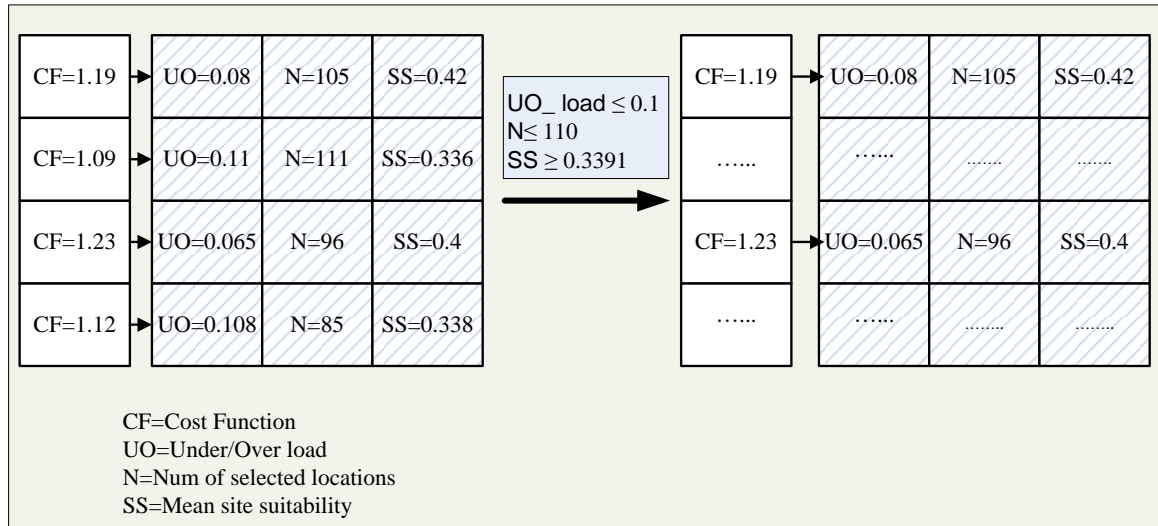 CF=1.19 UO=0.08 N=105 SS=0.42
CF=1.09 UO=0.11 N=111 SS=0.336
CF=1.23 UO=0.065 N=96 SS=0.4
CF=1.12 UO=0.108 N=85 SS=0.338
UO_ load ≤ 0.1
N≤ 110
SS ≥ 0.3391
CF=1.19 UO=0.08 N=105 SS=0.42
…... …... ........ ........
CF=1.23 UO=0.065 N=96 SS=0.4
…... …... ........ ........
CF=Cost Function
UO=Under/Over load
N=Num of selected locations
SS=Mean site suitability